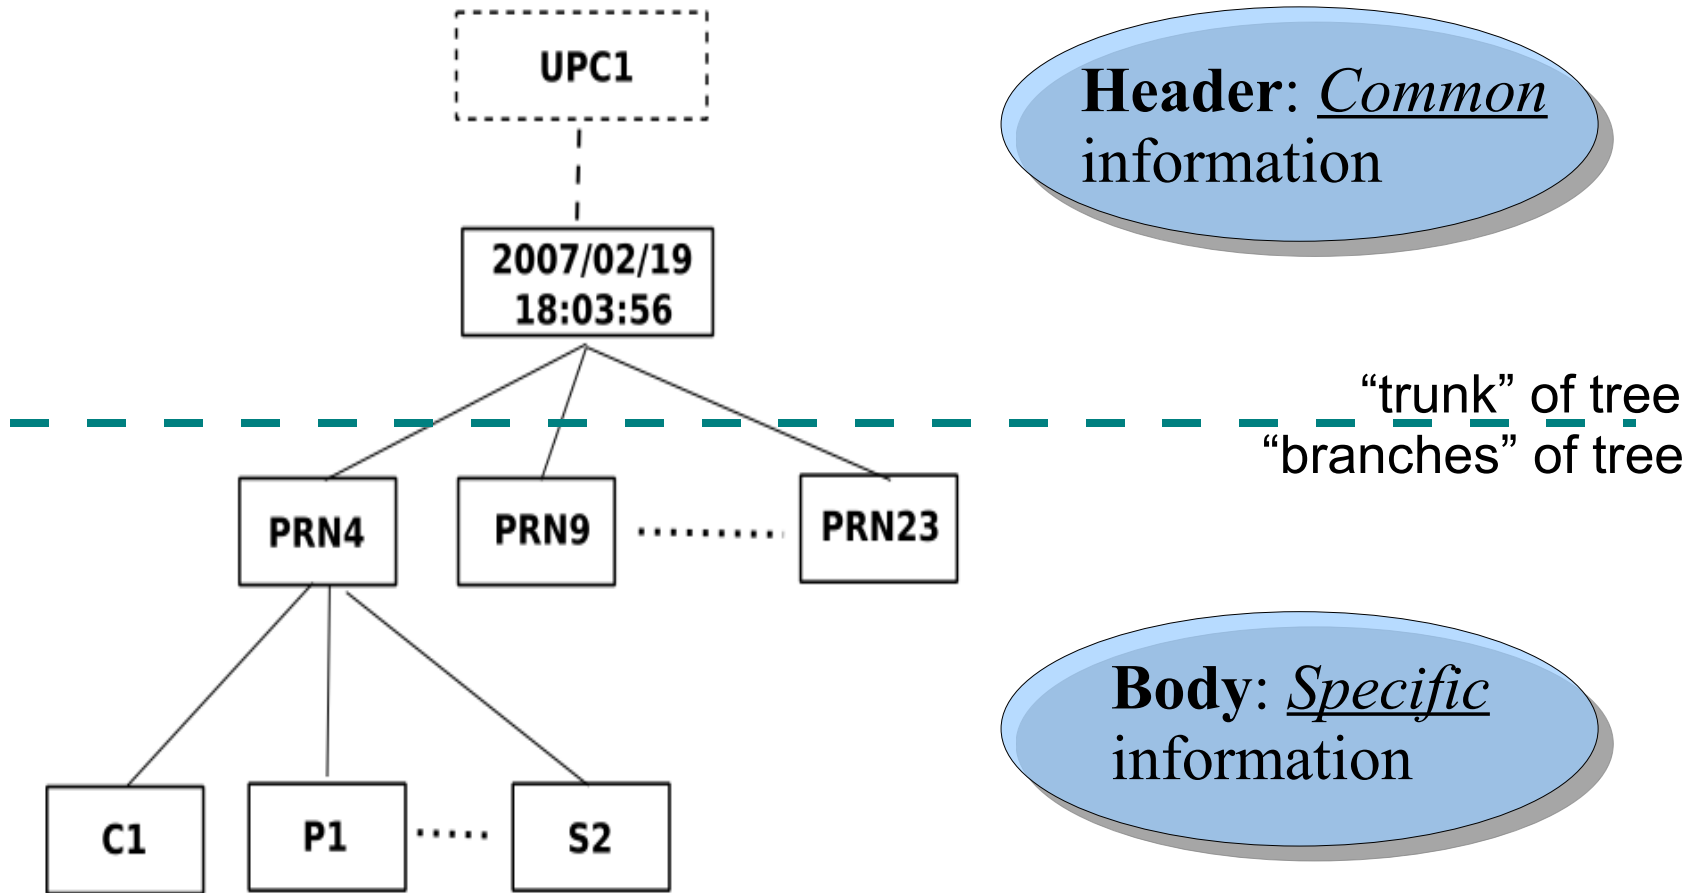 UPC1
Header: Common
information
2007/02/19
18:03:56
“trunk” of tree
“branches” of tree
PRN4
PRN9
PRN23
Body: Specific
information
C1
P1
S2